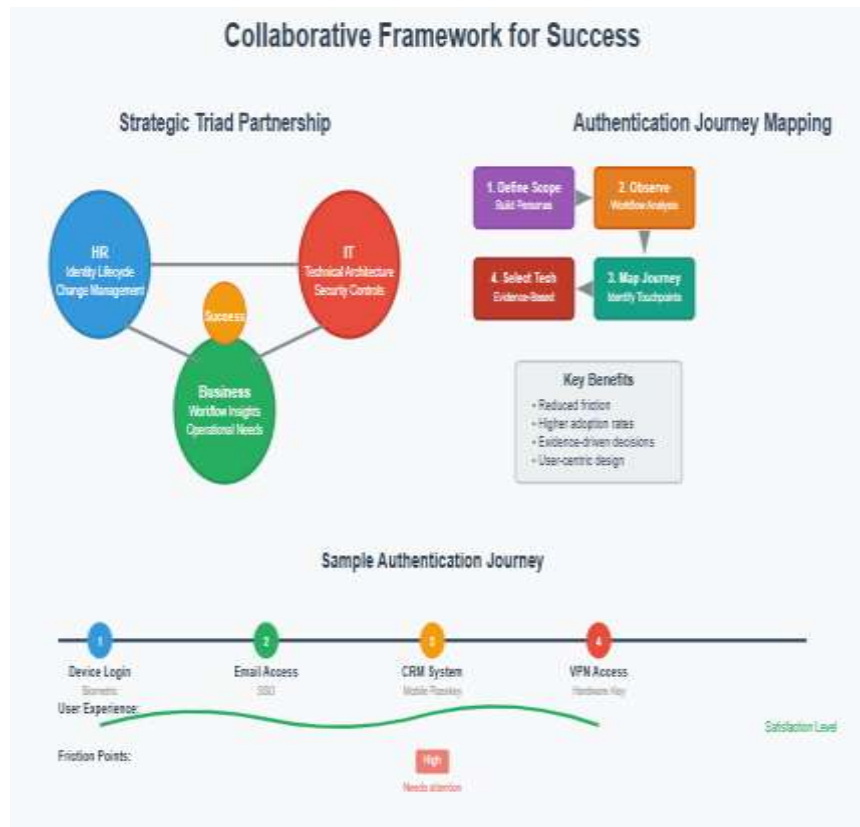 Collaborative Framework for Success
Strategic Triad Partnership
HR
Identity Lifecycle
Change Management
IT
Technical Architecture
Security Controls
Success
Business
Workflow Insights
Operational Needs
Authentication Journey Mapping
1. Define Scope
Build Personas
2. Observe
Workflow Analysis
3. Map Journey
Identify Touchpoints
4. Select Tech
Evidence-Based
Key Benefits
• Reduced friction
• Higher adoption rates
• Evidence-driven decisions
• User-centric design
Sample Authentication Journey
1
2
3
4
Device Login
Biometric
Email Access
SSO
CRM System
Mobile Passkey
VPN Access
Hardware Key
User Experience:
Satisfaction Level
Friction Points:
High
Needs attention